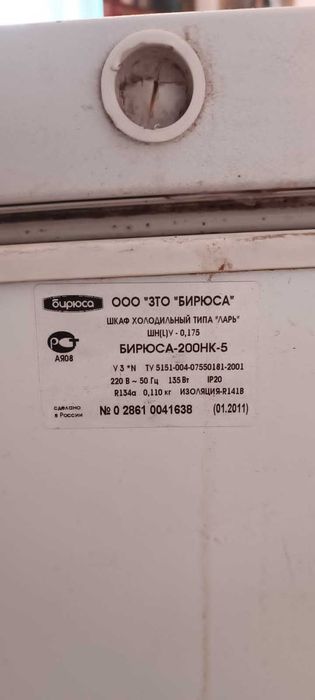 бирюса ООО "ЗТО "БИРЮСА"
ШКАФ ХОЛОДИЛЬНЫЙ ТИПА "ЛАРЬ"
ШН(L)V - 0,175
БИРЮСА-200НК-5
РСТ
АЯ08
V 3 *N ТУ 5151-004-07550181-2001
220 В ~ 50 Гц 135 Вт IP20
R134a 0,110 кг ИЗОЛЯЦИЯ-R141B
сделано
в России
№ 0 2861 0041638 (01.2011)